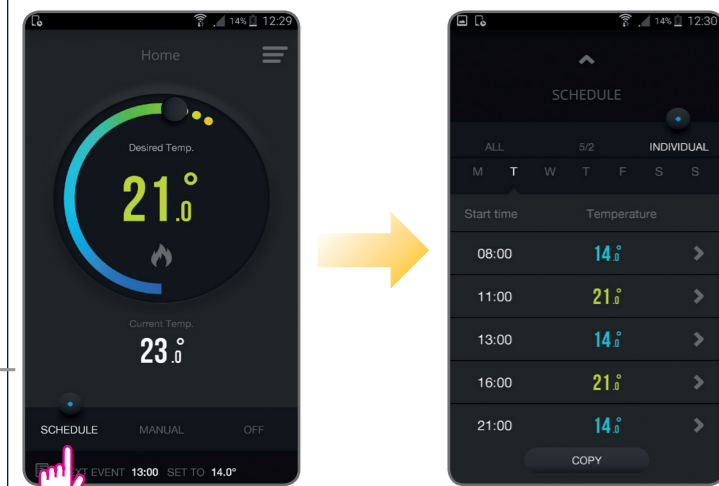 14% 12:29
Home
Desired Temp.
21.0°
Current Temp.
23.0°
SCHEDULE MANUAL OFF
EVENT 13:00 SET TO 14.0°
14% 12:30
SCHEDULE
ALL 5/2 INDIVIDUAL
M T W T F S S
Start time Temperature
08:00 14.0°
11:00 21.0°
13:00 14.0°
16:00 21.0°
21:00 14.0°
COPY